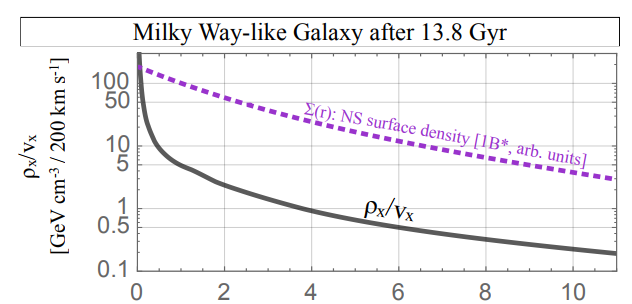 Milky Way-like Galaxy after 13.8 Gyr
ρx/vx
[GeV cm⁻³ / 200 km s⁻¹]
100
50
10
5
1
0.5
0.1
Σ(r): NS surface density [1B*, arb. units]
ρx/vx
0 2 4 6 8 10